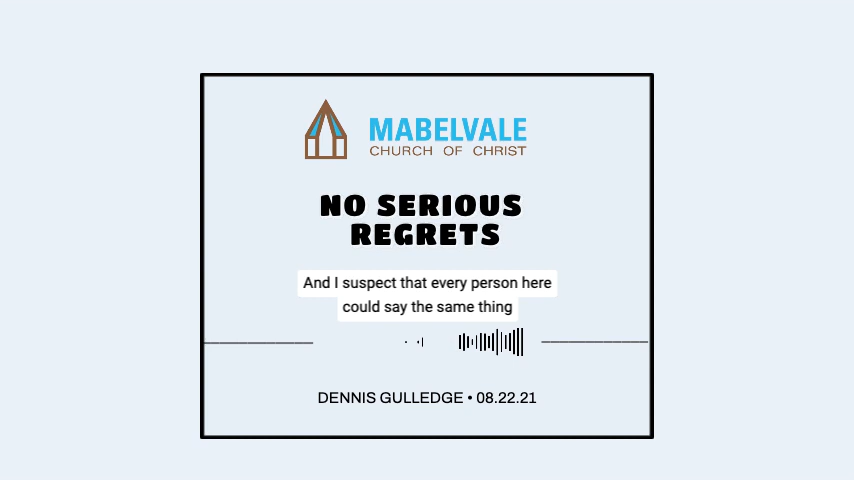 MABELVALE
CHURCH OF CHRIST
NO SERIOUS
REGRETS
And I suspect that every person here
could say the same thing
DENNIS GULLEDGE • 08.22.21